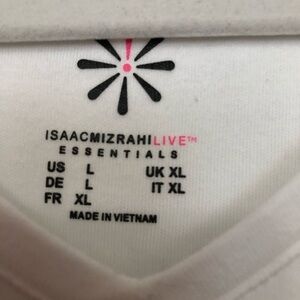 ISAACMIZRAHILIVE™
ESSENTIALS
US L UK XL
DE L IT XL
FR XL
MADE IN VIETNAM